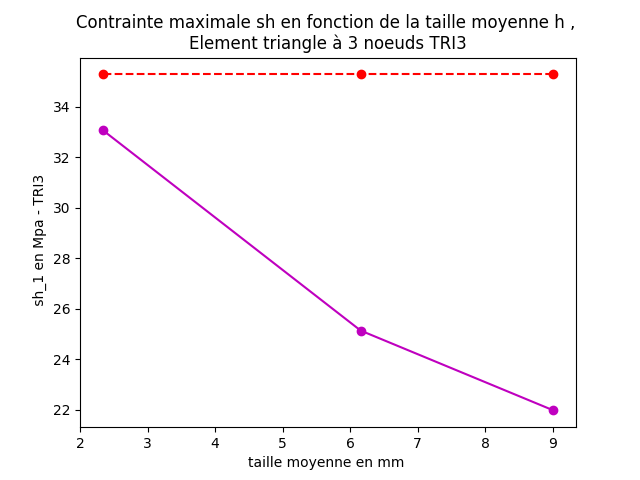 Contrainte maximale sh en fonction de la taille moyenne h ,
Element triangle à 3 noeuds TRI3
sh_1 en Mpa - TRI3
34
32
30
28
26
24
22
2 3 4 5 6 7 8 9
taille moyenne en mm